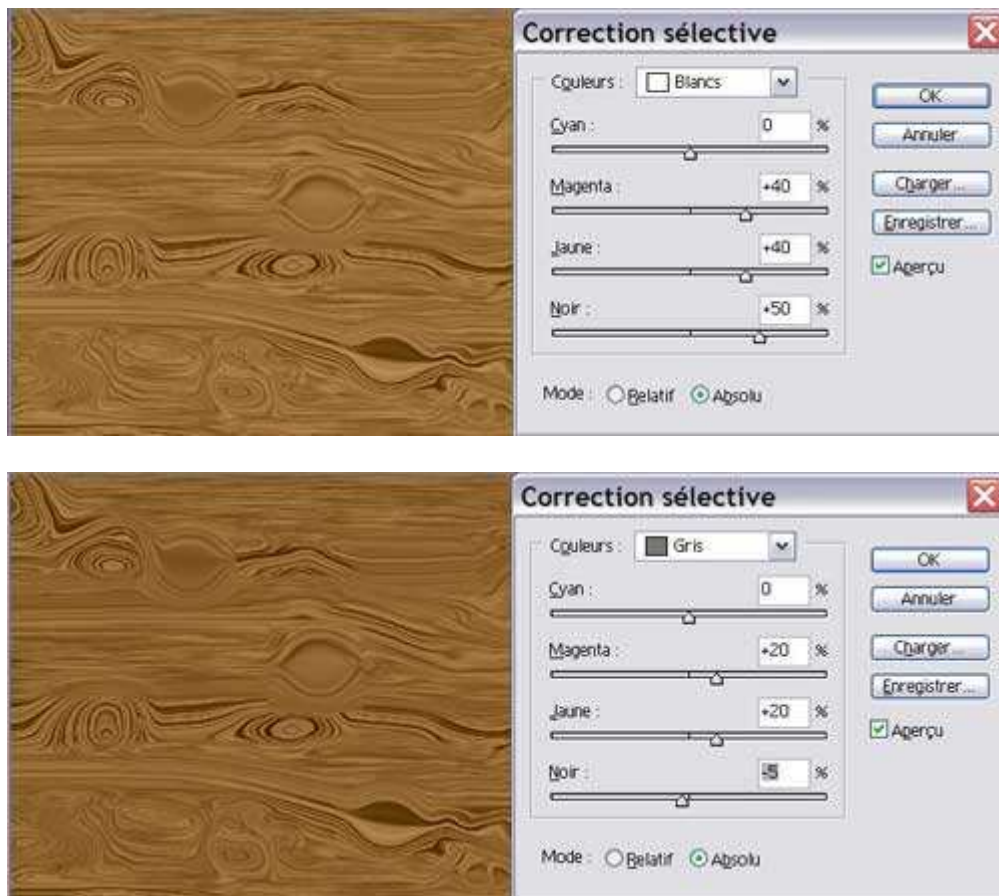 Correction sélective
Couleurs : Blancs
OK
Cyan : 0 %
Annuler
Magenta : +40 %
Charger...
Enregistrer...
Jaune : +40 %
Aperçu
Noir : +50 %
Mode : Relatif Absolu
Correction sélective
Couleurs : Gris
OK
Cyan : 0 %
Annuler
Magenta : +20 %
Charger...
Enregistrer...
Jaune : +20 %
Aperçu
Noir : -5 %
Mode : Relatif Absolu